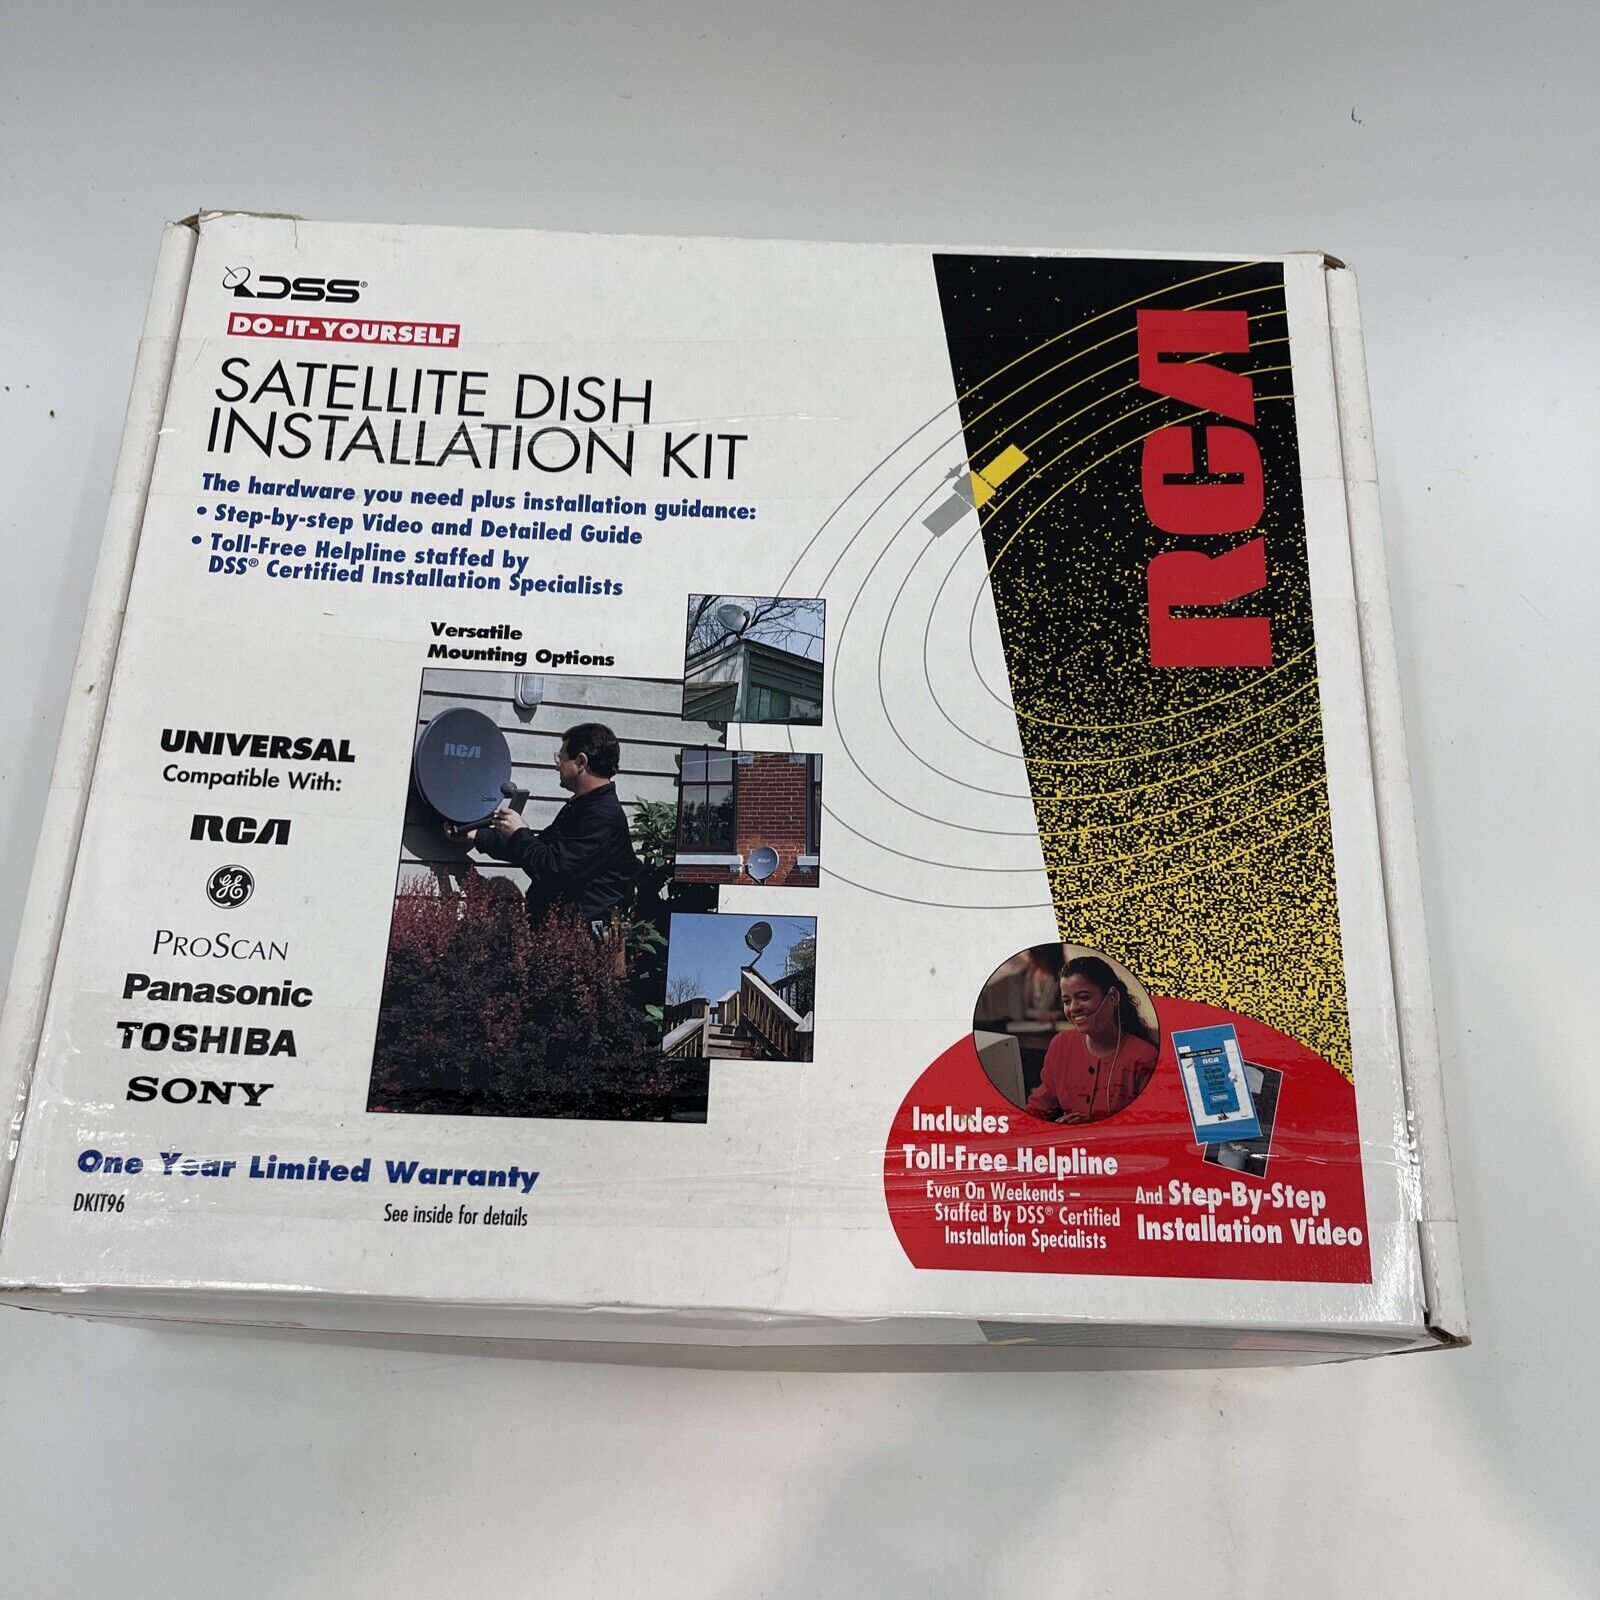 DSS®
DO-IT-YOURSELF
SATELLITE DISH
INSTALLATION KIT
The hardware you need plus installation guidance:
• Step-by-step Video and Detailed Guide
• Toll-Free Helpline staffed by
DSS® Certified Installation Specialists
RCA
Versatile
Mounting Options
RCA
DSS
RCA
UNIVERSAL
Compatible With:
RCA
GE
PROSCAN
Panasonic
TOSHIBA
SONY
One Year Limited Warranty
DKIT96
See inside for details
RCA
Includes
Toll-Free Helpline
Even On Weekends –
Staffed By DSS® Certified
Installation Specialists
And Step-By-Step
Installation Video